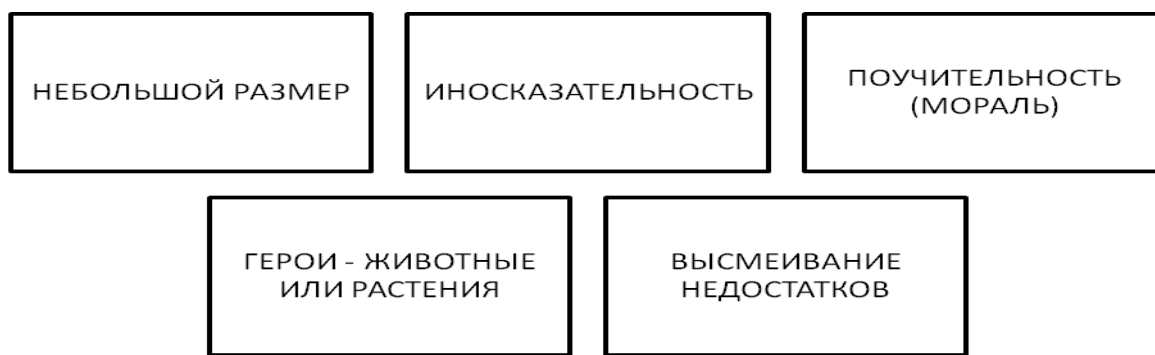 НЕБОЛЬШОЙ РАЗМЕР
ИНОСКАЗАТЕЛЬНОСТЬ
ПОУЧИТЕЛЬНОСТЬ
(МОРАЛЬ)
ГЕРОИ - ЖИВОТНЫЕ
ИЛИ РАСТЕНИЯ
ВЫСМЕИВАНИЕ
НЕДОСТАТКОВ